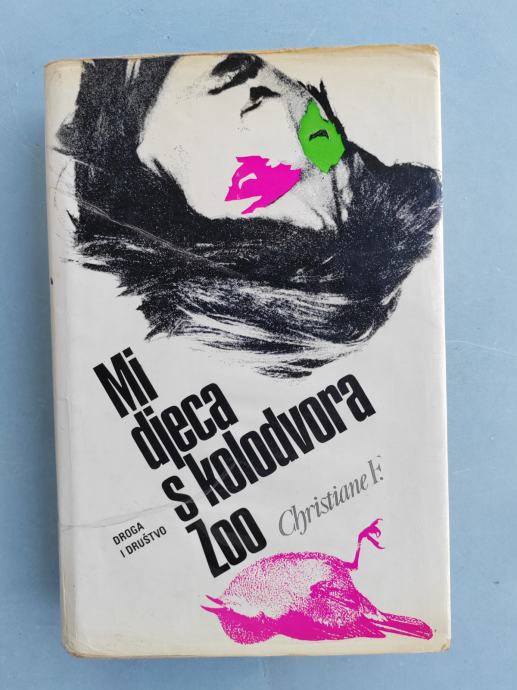 Mi
djeca
s kolodvora
Zoo
Christiane F.
DROGA
I DRUŠTVO